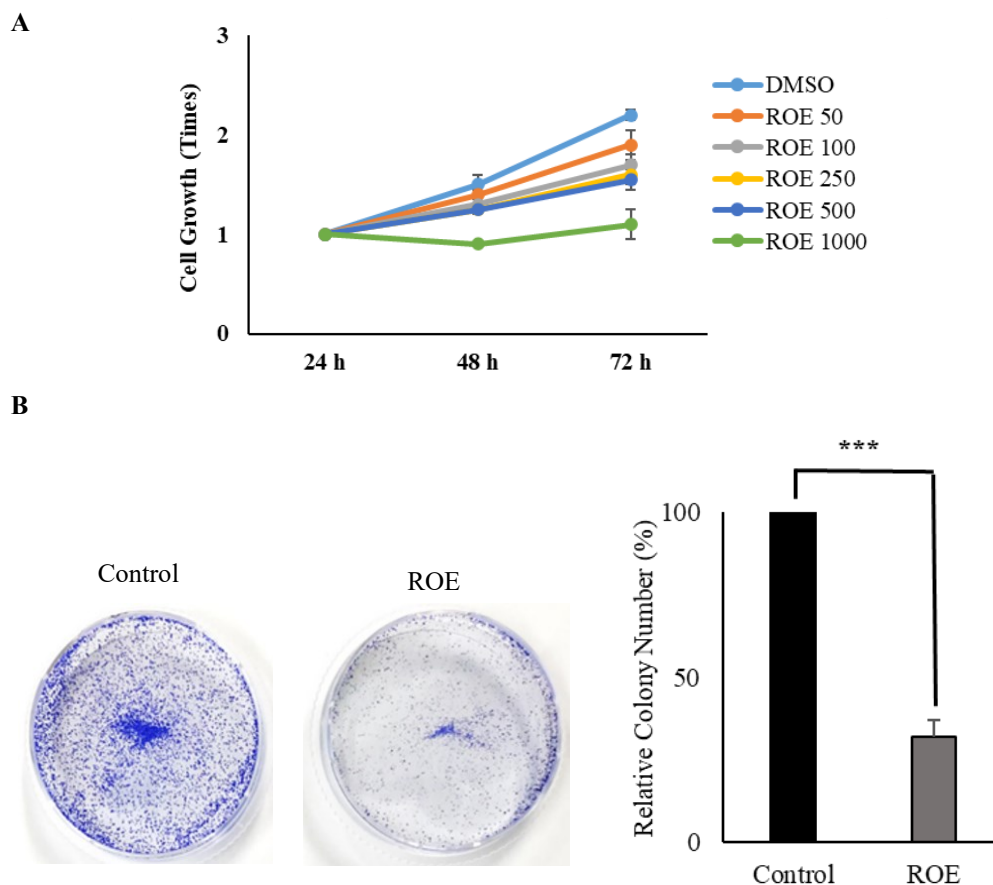 A
Cell Growth (Times)
3
2
1
0
24 h
48 h
72 h
DMSO
ROE 50
ROE 100
ROE 250
ROE 500
ROE 1000
B
Control
ROE
Relative Colony Number (%)
***
100
50
0
Control
ROE